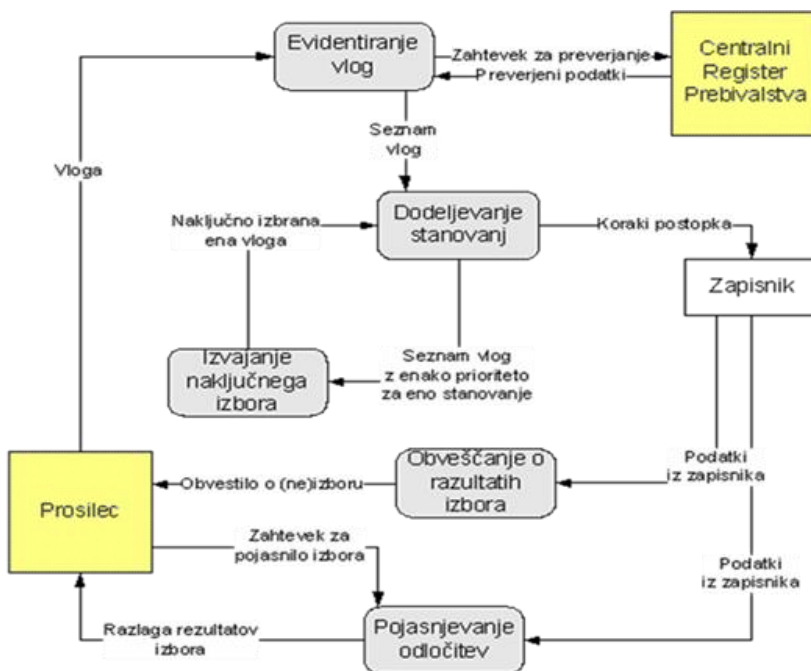 Evidentiranje
vlog
Zahtevek za preverjanje
Preverjeni podatki
Centralni
Register
Prebivalstva
Seznam
vlog
Vloga
Naključno izbrana
ena vloga
Dodeljevanje
stanovanj
Koraki postopka
Zapisnik
Izvajanje
naključnega
izbora
Seznam vlog
z enako prioriteto
za eno stanovanje
Podatki
iz zapisnika
Obveščanje o
razultatih
izbora
Obvestilo o (ne)izboru
Prosilec
Zahtevek za
pojasnilo izbora
Podatki
iz zapisnika
Razlaga rezultatov
izbora
Pojasnjevanje
odločitev